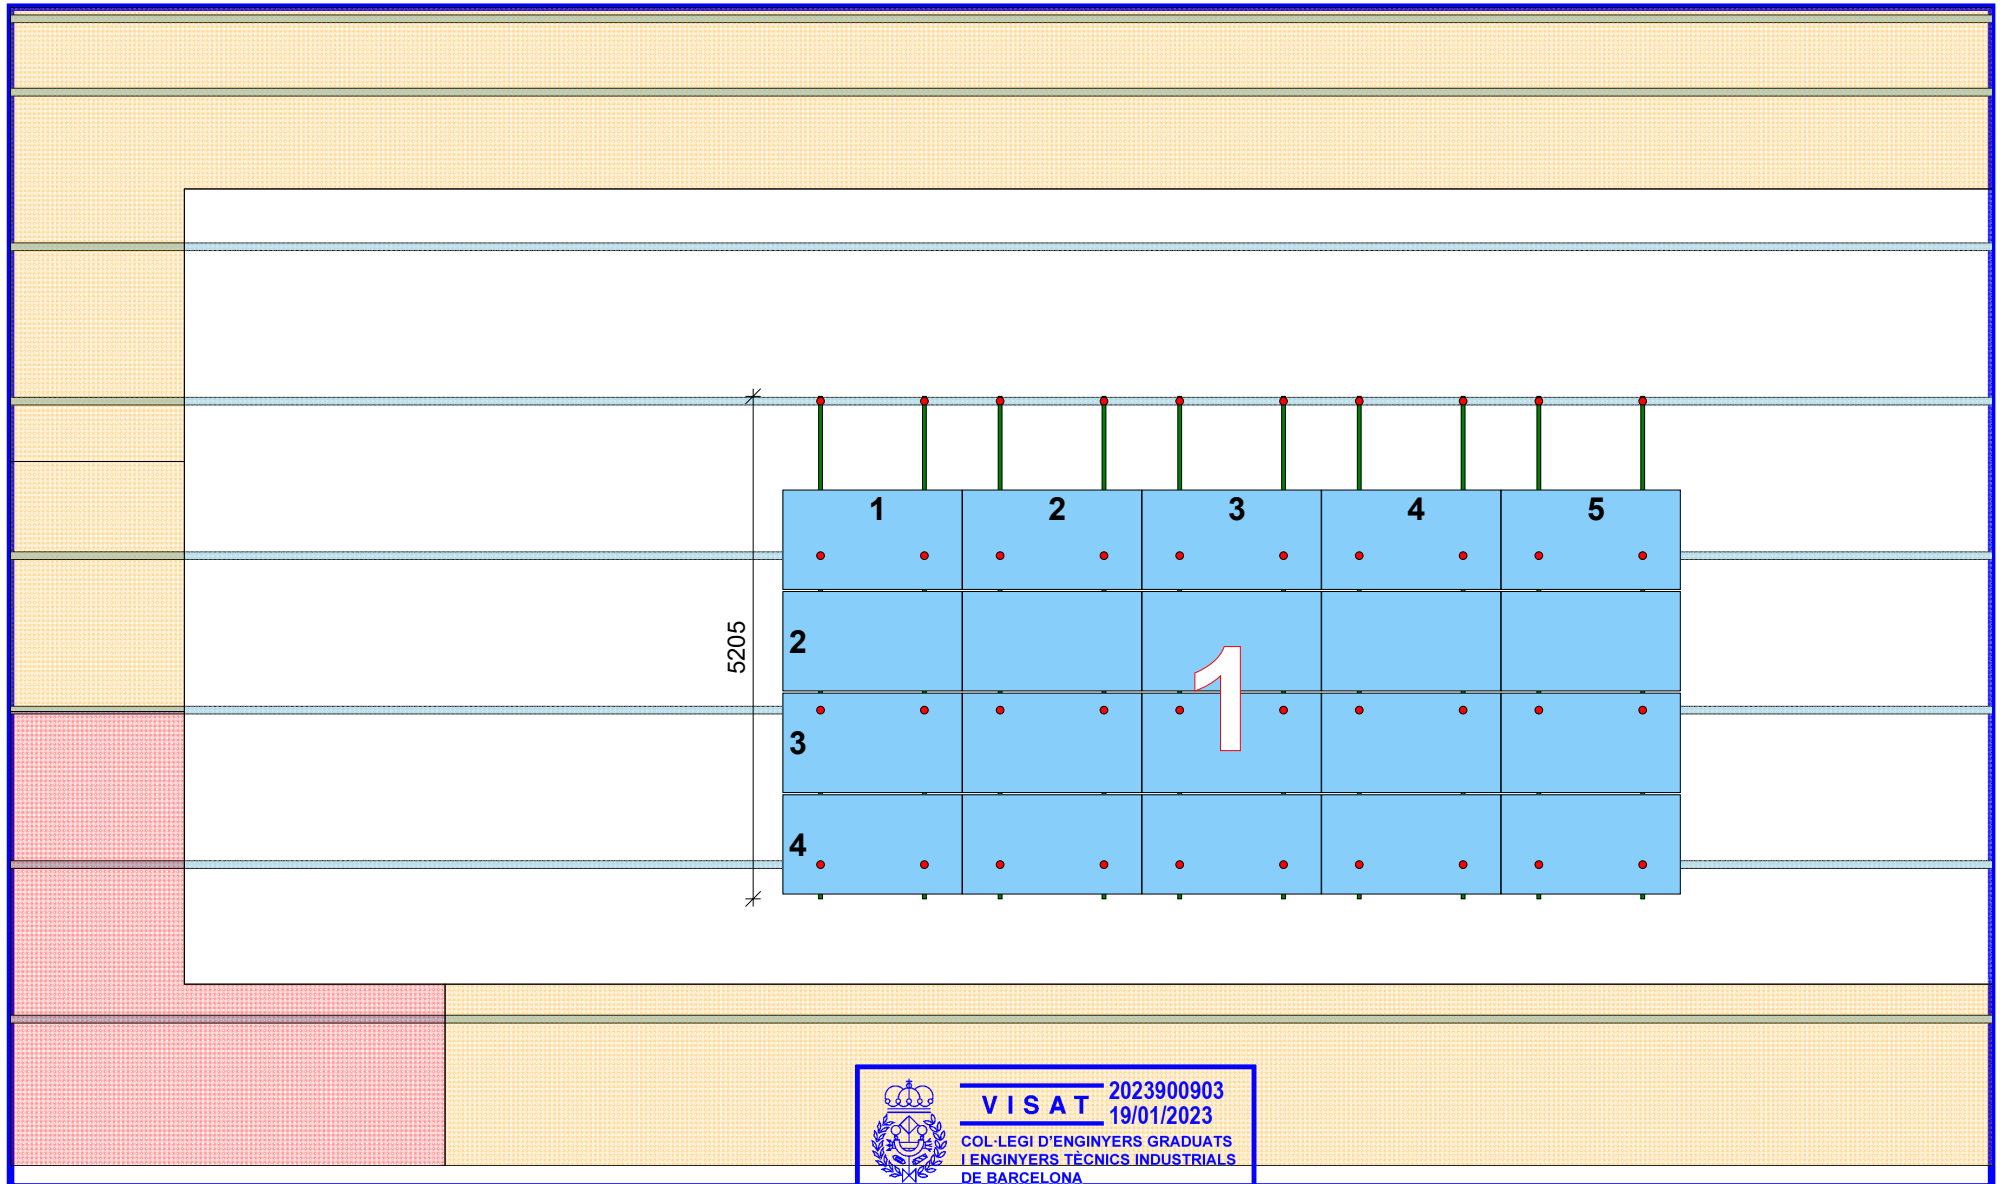 1 2 3 4 5
2
5205
1
3
4
VISAT 2023900903
19/01/2023
COL·LEGI D'ENGINYERS GRADUATS
I ENGINYERS TÈCNICS INDUSTRIALS
DE BARCELONA